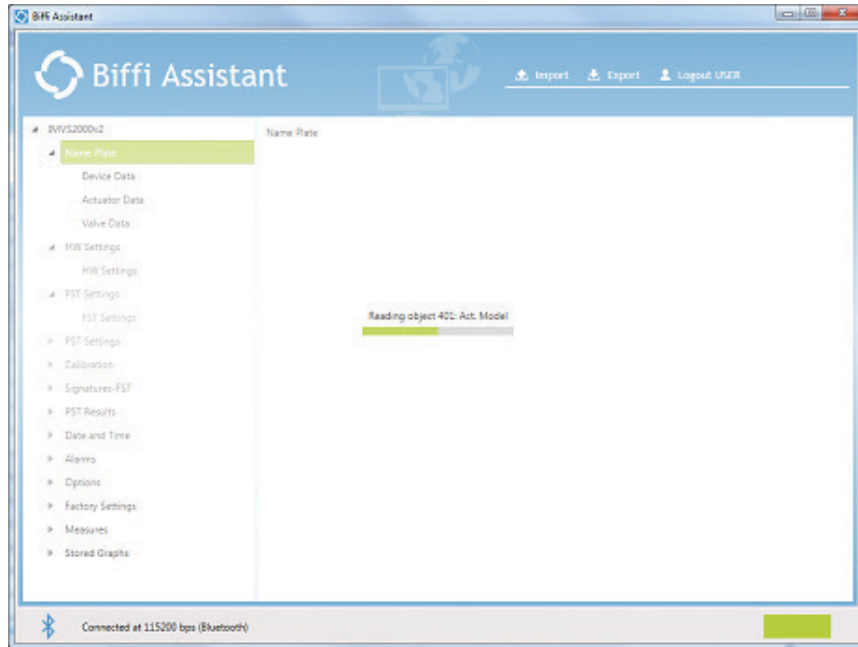 Biffi Assistant
Biffi Assistant
Import Export Logout USER
IMVS2000v2
Name Plate
Name Plate
Device Data
Actuator Data
Valve Data
HW Settings
HW Settings
FST Settings
FST Settings
Reading object 401: Act. Model
PST Settings
Calibration
Signatures-FST
PST Results
Date and Time
Alarms
Options
Factory Settings
Measures
Stored Graphs
Connected at 115200 bps (Bluetooth)